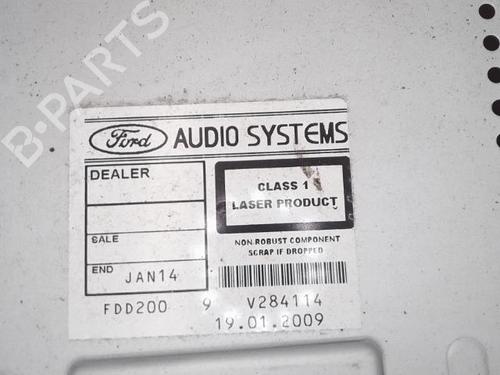 B-PARTS
Ford AUDIO SYSTEMS
DEALER
CLASS 1
LASER PRODUCT
SALE
NON ROBUST COMPONENT
SCRAP IF DROPPED
END JAN14
FDD200 9 V284114
19.01.2009